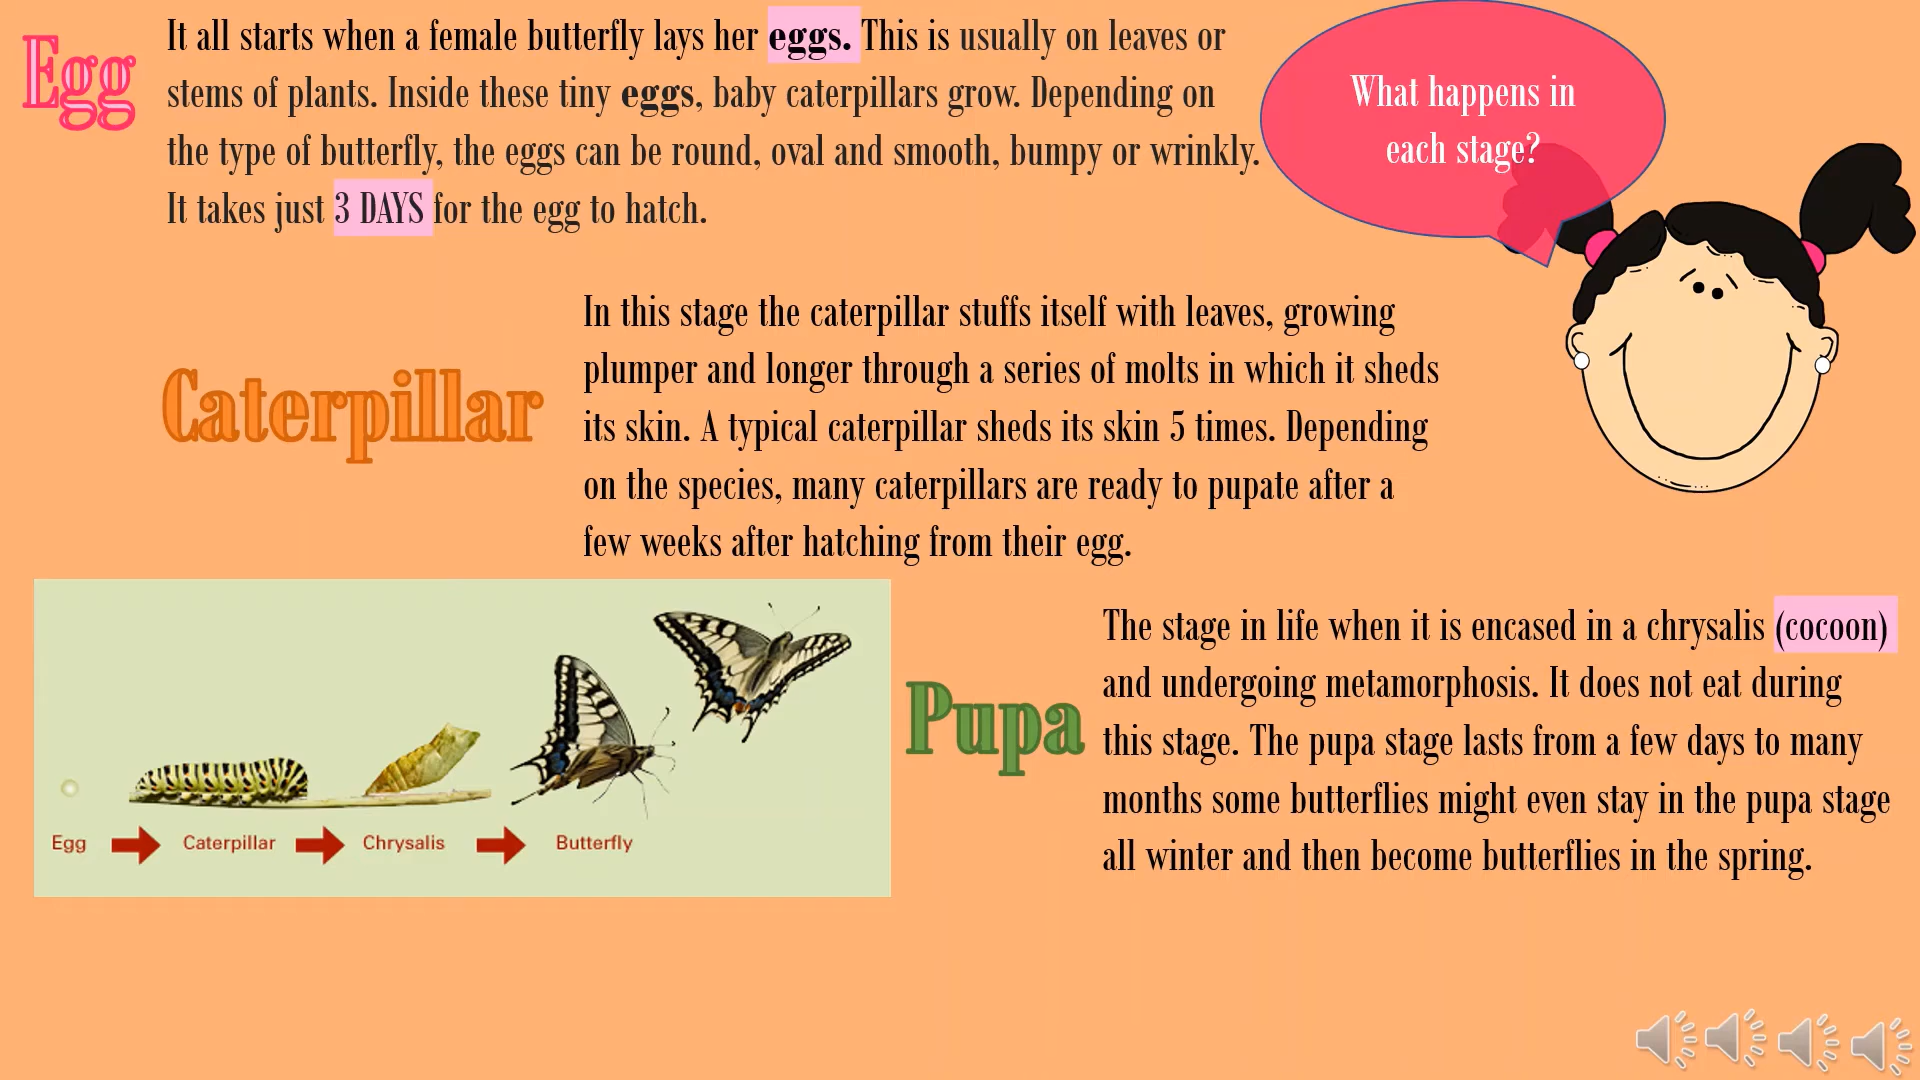 Egg
It all starts when a female butterfly lays her eggs. This is usually on leaves or
stems of plants. Inside these tiny eggs, baby caterpillars grow. Depending on
the type of butterfly, the eggs can be round, oval and smooth, bumpy or wrinkly.
It takes just 3 DAYS for the egg to hatch.
What happens in
each stage?
Caterpillar
In this stage the caterpillar stuffs itself with leaves, growing
plumper and longer through a series of molts in which it sheds
its skin. A typical caterpillar sheds its skin 5 times. Depending
on the species, many caterpillars are ready to pupate after a
few weeks after hatching from their egg.
Egg Caterpillar Chrysalis Butterfly
Pupa
The stage in life when it is encased in a chrysalis (cocoon)
and undergoing metamorphosis. It does not eat during
this stage. The pupa stage lasts from a few days to many
months some butterflies might even stay in the pupa stage
all winter and then become butterflies in the spring.